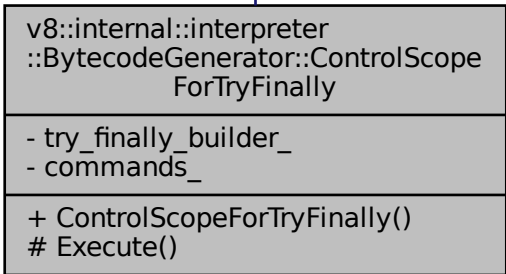 v8::internal::interpreter
::BytecodeGenerator::ControlScope
ForTryFinally
- try_finally_builder_
- commands_
+ ControlScopeForTryFinally()
# Execute()